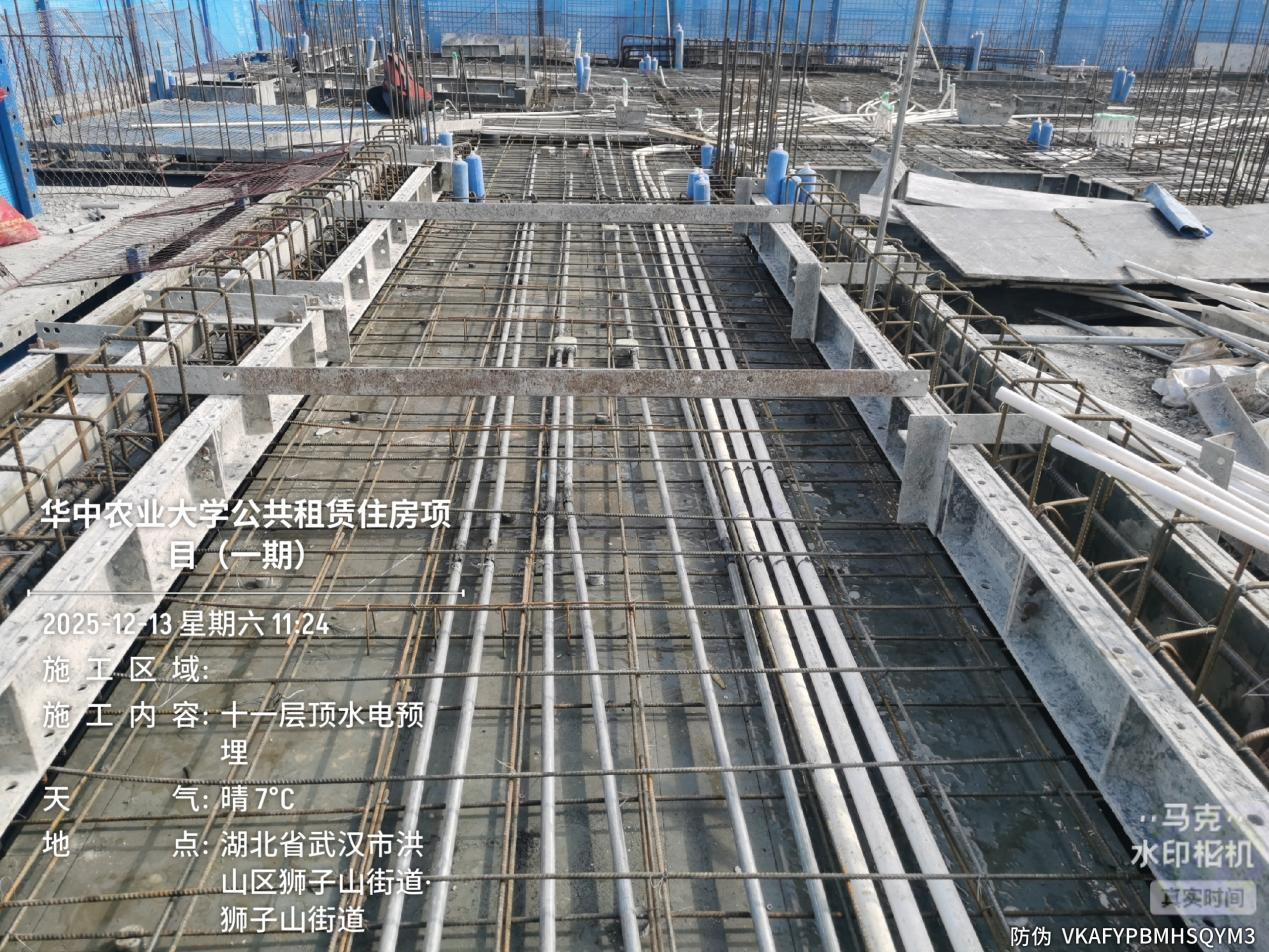 华中农业大学公共租赁住房项
目（一期）
2025-12-13 星期六 11:24
施工区域:
施工内容: 十一层顶水电预
埋
天气: 晴 7°C
地点: 湖北省武汉市洪
山区狮子山街道·
狮子山街道
马克
水印相机
真实时间
防伪 VKAFYPBMHSQYM3